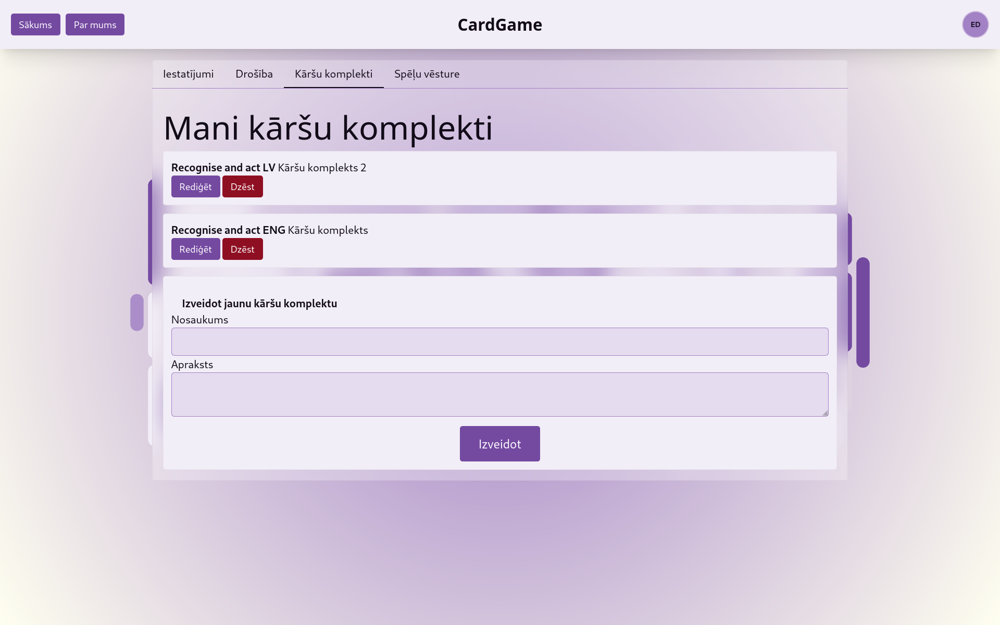 Sākums Par mums CardGame ED
Iestatījumi Drošība Kāršu komplekti Spēļu vēsture
Mani kāršu komplekti
Recognise and act LV Kāršu komplekts 2
Rediģēt Dzēst
Recognise and act ENG Kāršu komplekts
Rediģēt Dzēst
Izveidot jaunu kāršu komplektu
Nosaukums
Apraksts
Izveidot